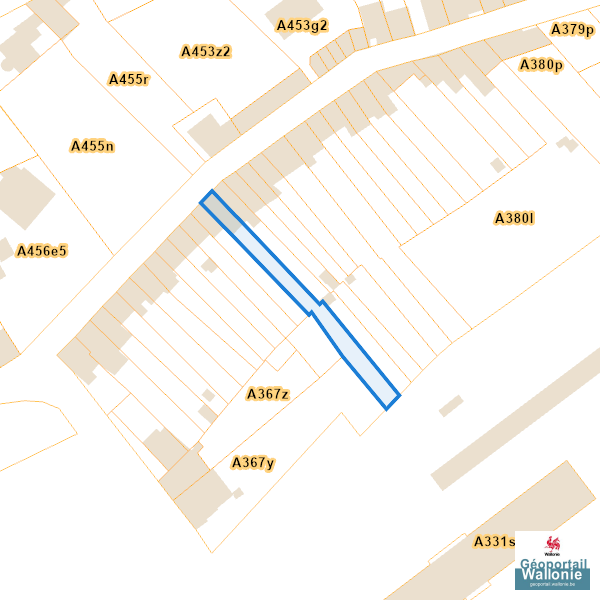 A453g2
A379p
A453z2
A380p
A455r
A455n
A380l
A456e5
A367z
A367y
A331s
Wallonie
Géoportail
Wallonie
geoportail.wallonie.be